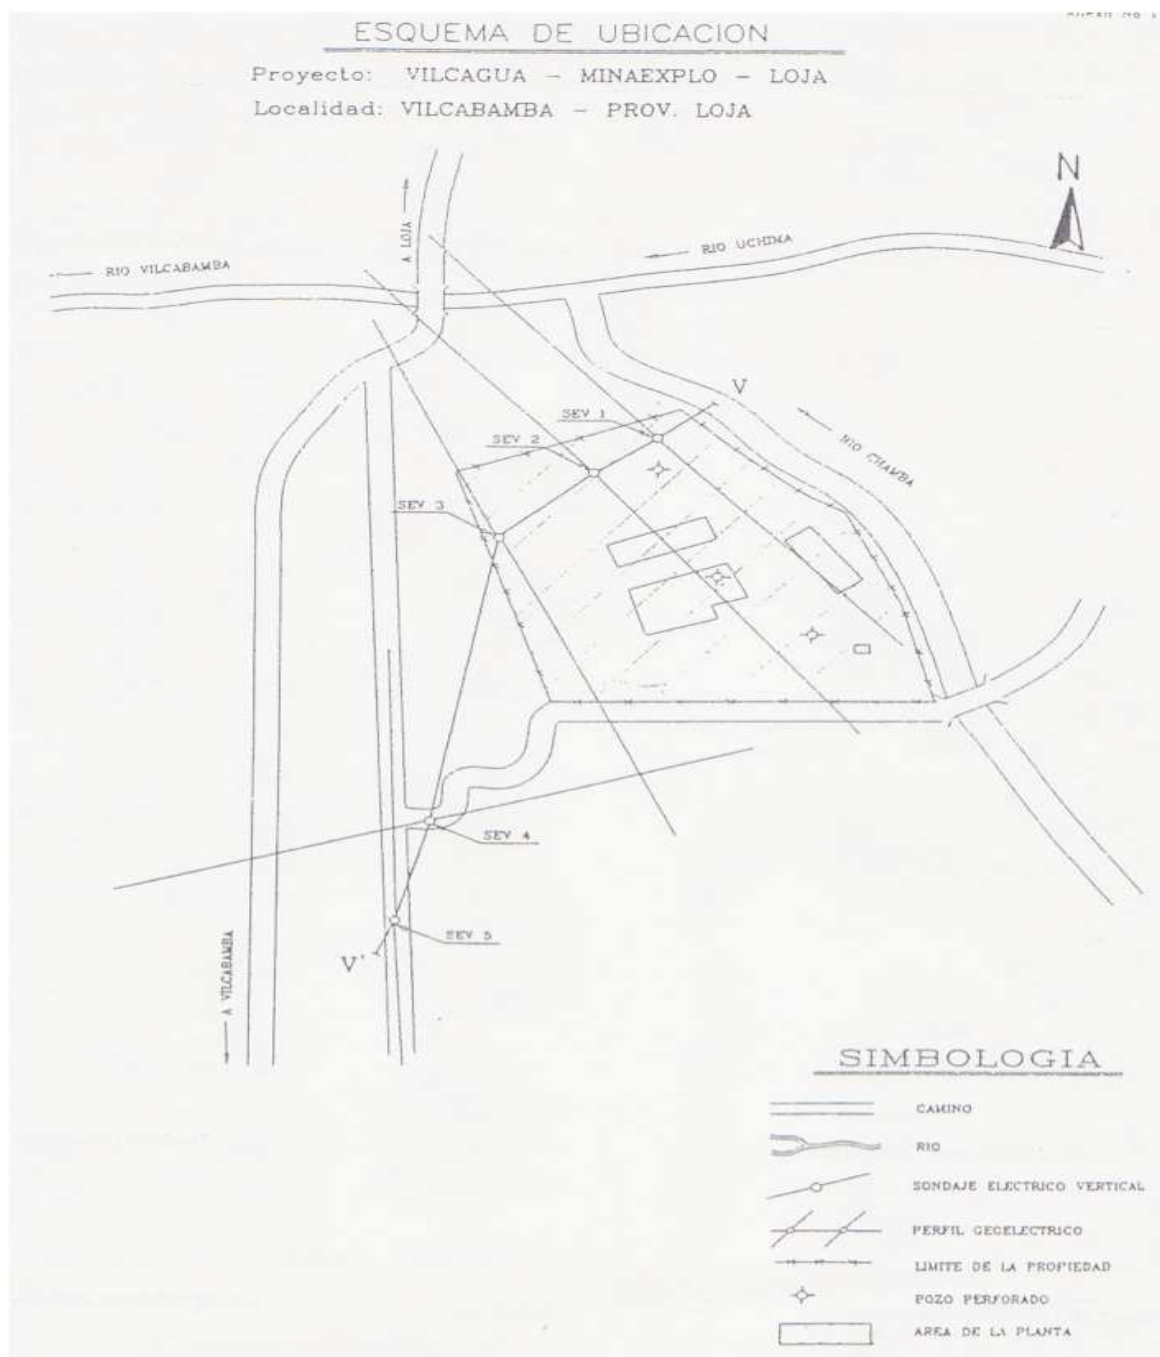 ESQUEMA DE UBICACION
Proyecto: VILCAGUA - MINAEXPLO - LOJA
Localidad: VILCABAMBA - PROV. LOJA
N
A LOJA
RIO UCHIMA
RIO VILCABAMBA
V
SEV 1
SEV 2
RIO CHAMBA
SEV 3
SEV 4
SEV 5
V'
A VILCABAMBA
SIMBOLOGIA
CAMINO
RIO
SONDAJE ELECTRICO VERTICAL
PERFIL GEOELECTRICO
LIMITE DE LA PROPIEDAD
POZO PERFORADO
AREA DE LA PLANTA